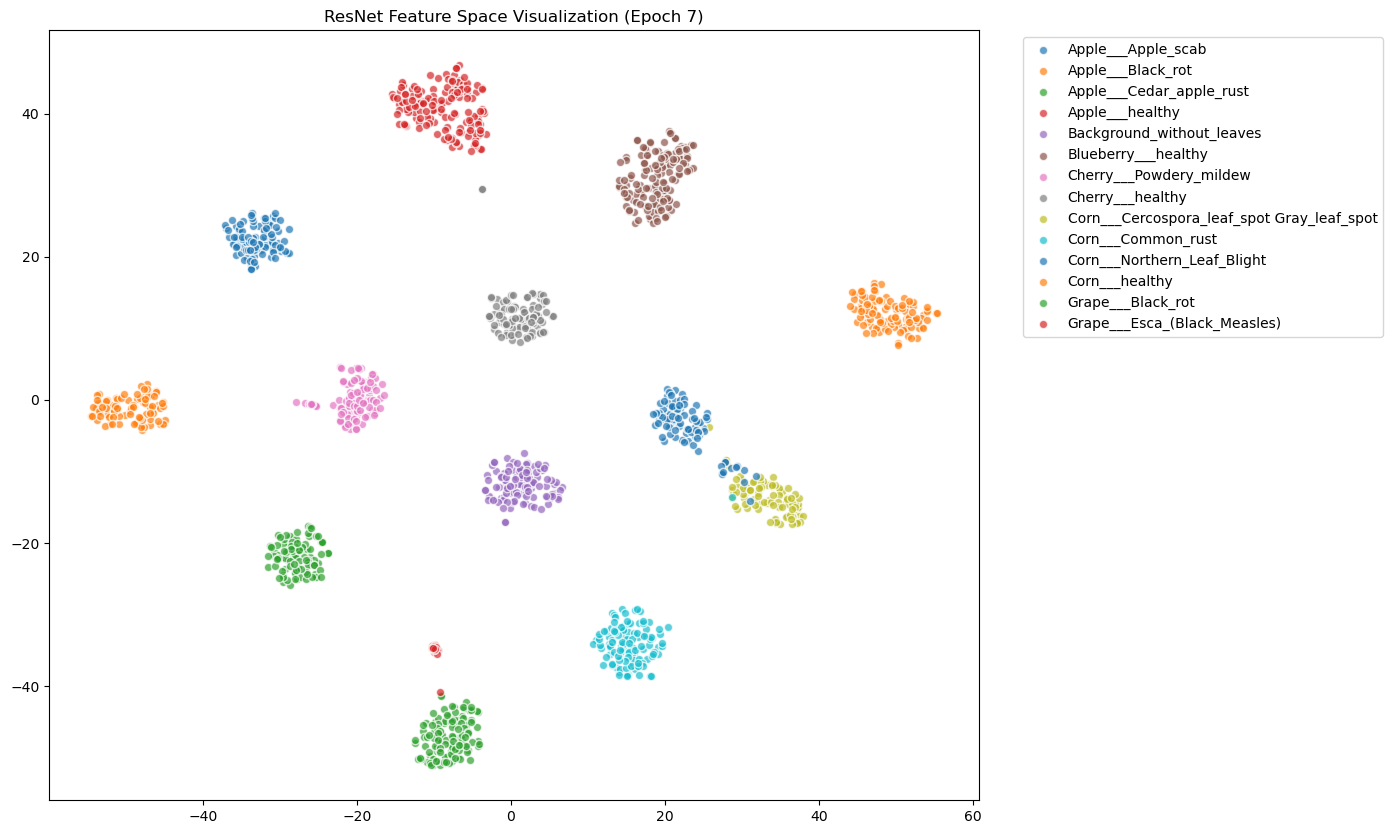 ResNet Feature Space Visualization (Epoch 7)
40
20
0
−20
−40
−40
−20
0
20
40
60
Apple___Apple_scab
Apple___Black_rot
Apple___Cedar_apple_rust
Apple___healthy
Background_without_leaves
Blueberry___healthy
Cherry___Powdery_mildew
Cherry___healthy
Corn___Cercospora_leaf_spot Gray_leaf_spot
Corn___Common_rust
Corn___Northern_Leaf_Blight
Corn___healthy
Grape___Black_rot
Grape___Esca_(Black_Measles)